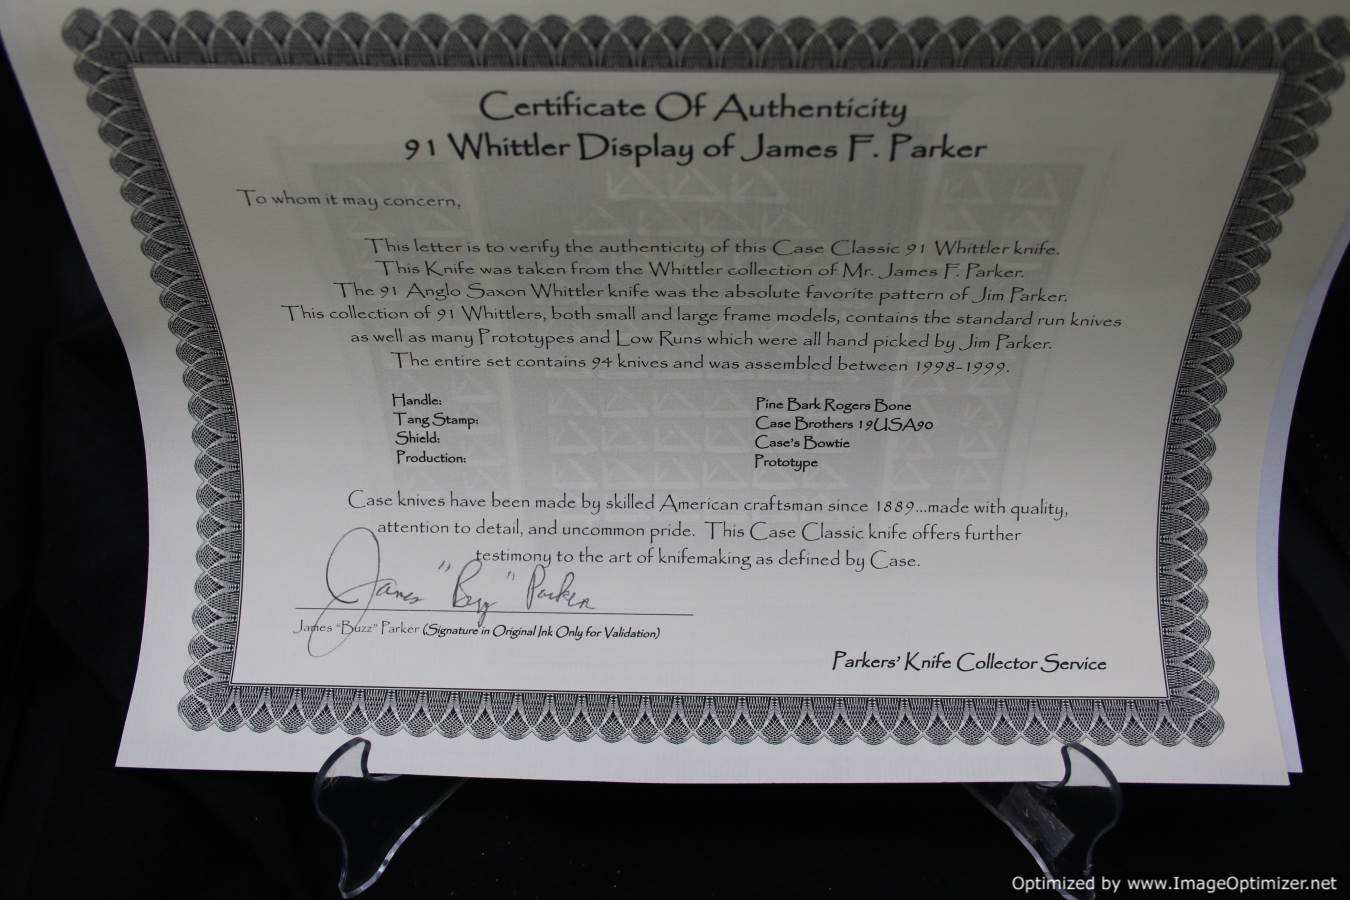 Certificate Of Authenticity
91 Whittler Display of James F. Parker
To whom it may concern,
This letter is to verify the authenticity of this Case Classic 91 Whittler knife.
This Knife was taken from the Whittler collection of Mr. James F. Parker.
The 91 Anglo Saxon Whittler knife was the absolute favorite pattern of Jim Parker.
This collection of 91 Whittlers, both small and large frame models, contains the standard run knives
as well as many Prototypes and Low Runs which were all hand picked by Jim Parker.
The entire set contains 94 knives and was assembled between 1998-1999.
Handle: Pine Bark Rogers Bone
Tang Stamp: Case Brothers 19USA90
Shield: Case's Bowtie
Production: Prototype
Case knives have been made by skilled American craftsman since 1889...made with quality,
attention to detail, and uncommon pride. This Case Classic knife offers further
testimony to the art of knifemaking as defined by Case.
James "Buzz" Parker
James "Buzz" Parker (Signature in Original Ink Only for Validation)
Parkers' Knife Collector Service
Optimized by www.ImageOptimizer.net